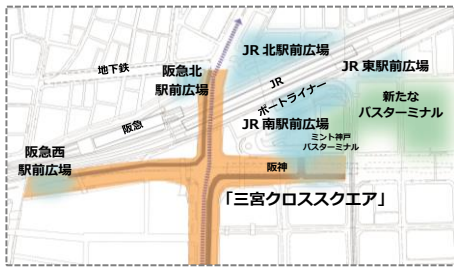 JR 北駅前広場
地下鉄
阪急北
駅前広場
JR 東駅前広場
JR
ポートライナー
新たな
バスターミナル
阪急
JR 南駅前広場
ミント神戸
バスターミナル
阪急西
駅前広場
阪神
「三宮クロススクエア」